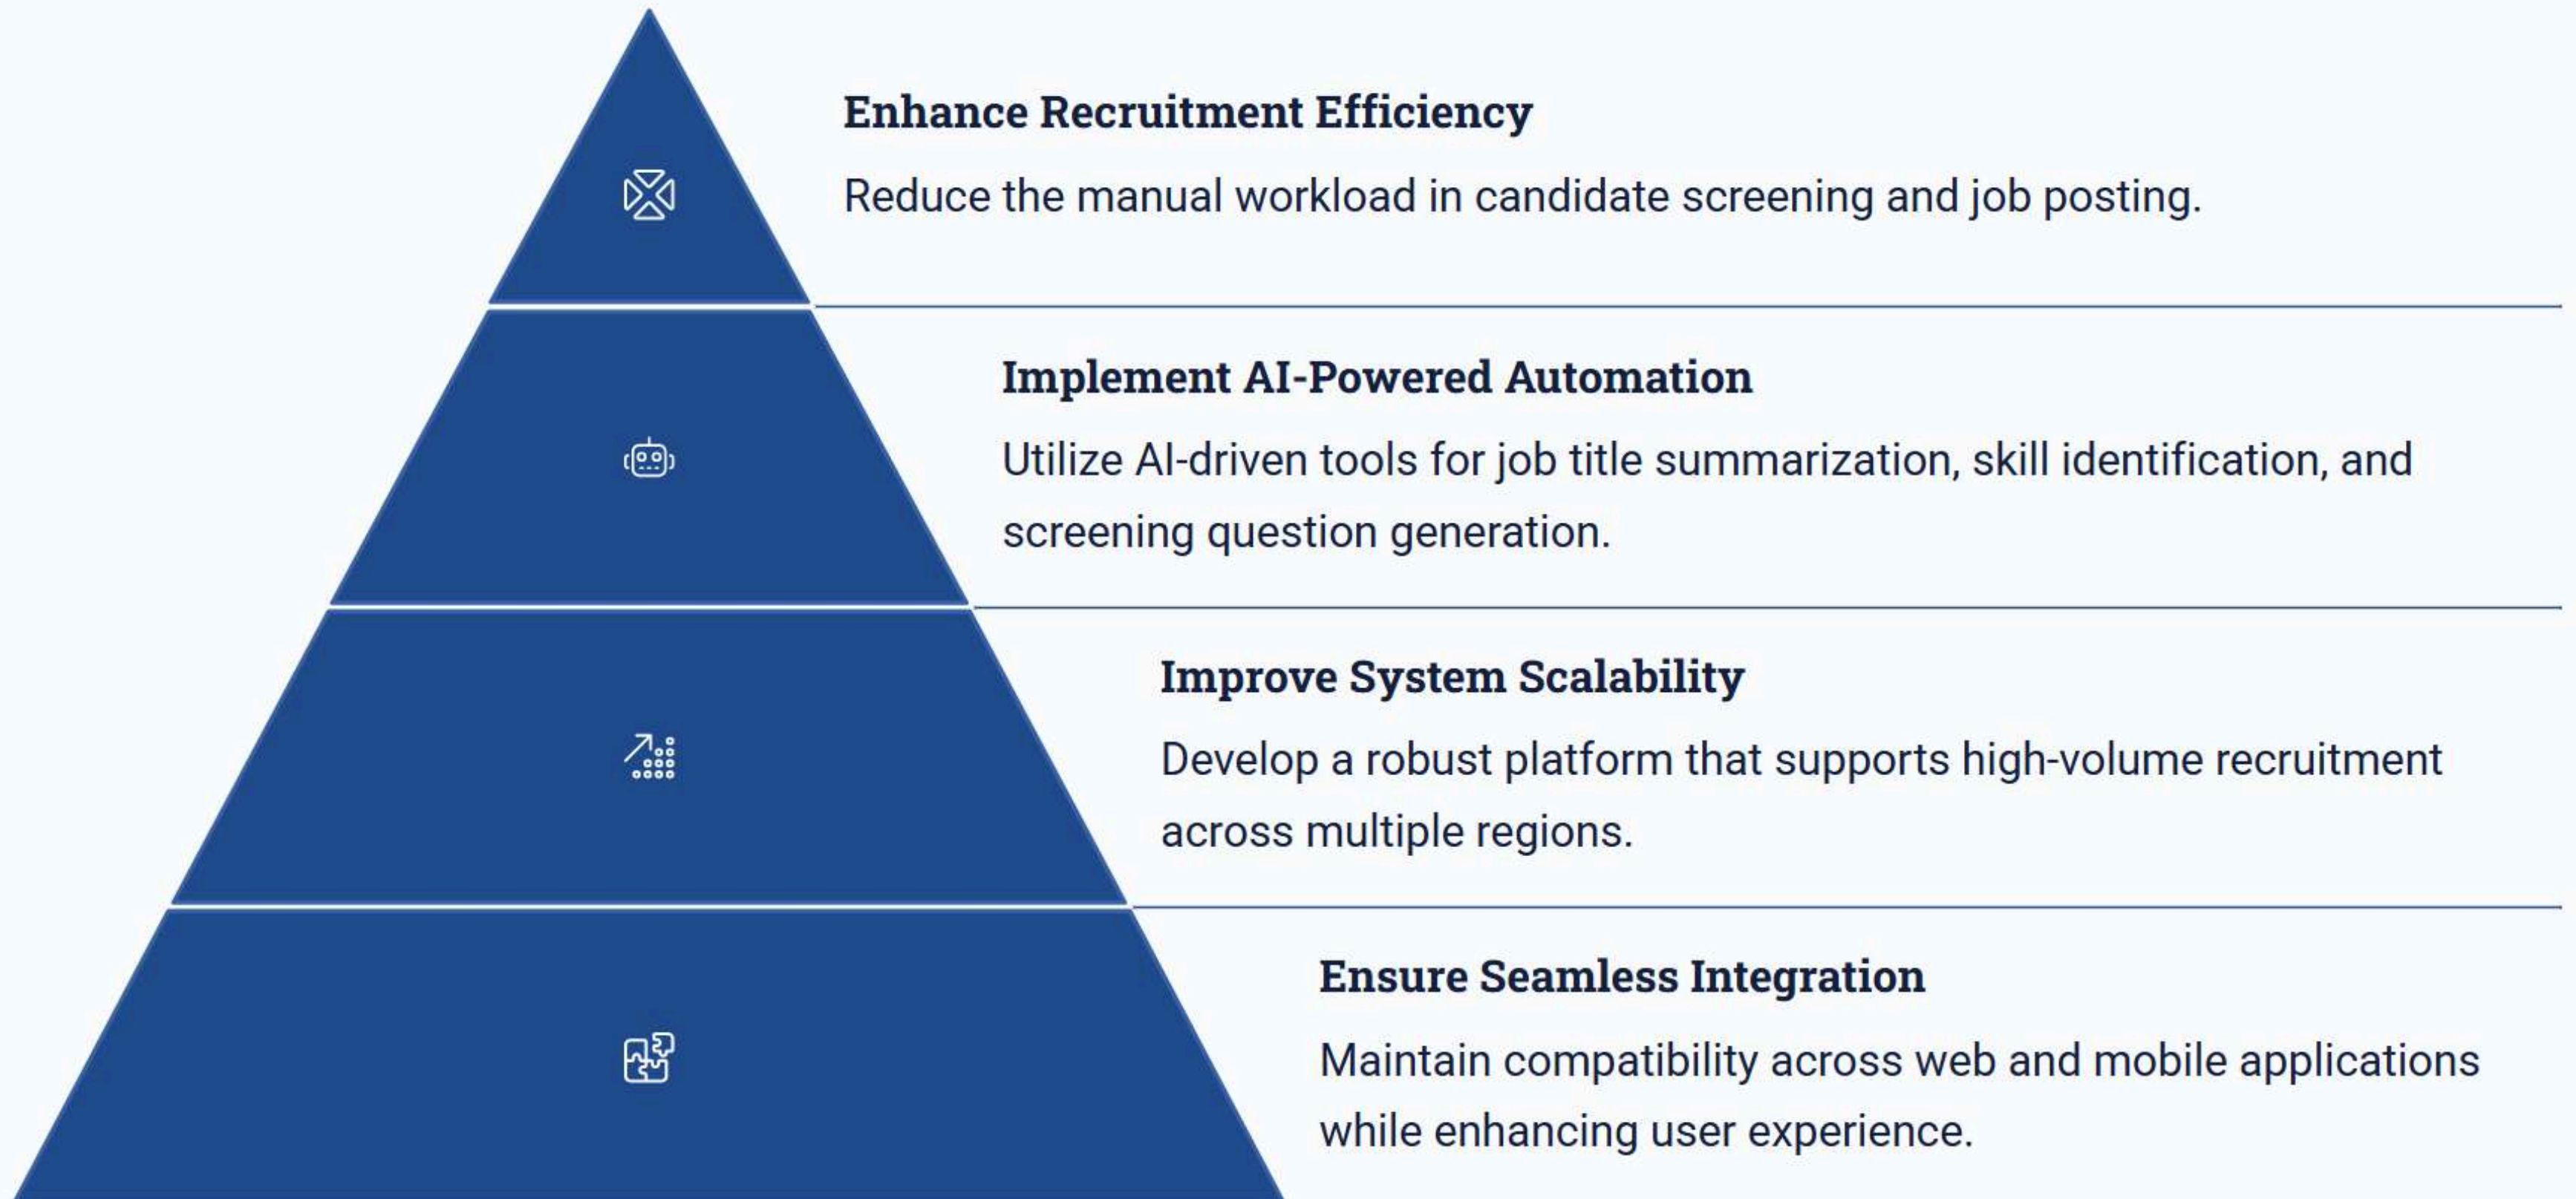 Enhance Recruitment Efficiency
Reduce the manual workload in candidate screening and job posting.
Implement AI-Powered Automation
Utilize AI-driven tools for job title summarization, skill identification, and
screening question generation.
Improve System Scalability
Develop a robust platform that supports high-volume recruitment
across multiple regions.
Ensure Seamless Integration
Maintain compatibility across web and mobile applications
while enhancing user experience.